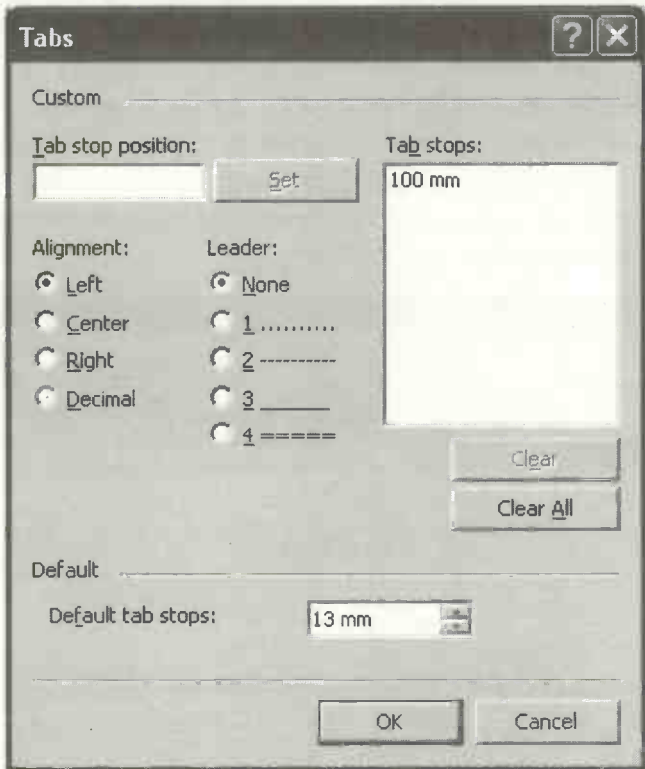 Tabs
Custom
Tab stop position:
Set
Tab stops:
100 mm
Alignment:
Left
Center
Right
Decimal
Leader:
None
1 ..........
2 ----------
3 ______
4 =====
Clear
Clear All
Default
Default tab stops:
13 mm
OK
Cancel